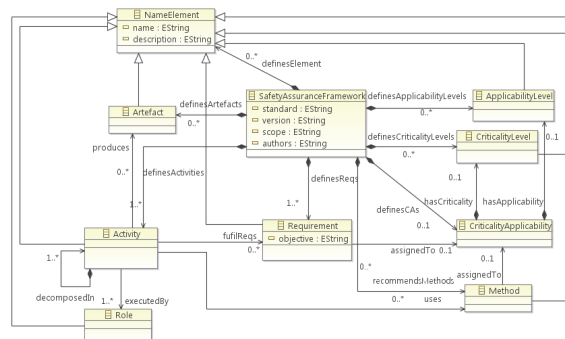 NameElement
name : EString
description : EString
0..*
definesElement
SafetyAssuranceFramework
standard : EString
version : EString
scope : EString
authors : EString
definesApplicabilityLevels
0..*
ApplicabilityLevel
Artefact
definesArtefacts
0..*
definesCriticalityLevels
0..*
CriticalityLevel
0..1
produces
0..*
definesActivities
1..*
definesReqs
1..*
definesCAs
0..1
0..1
hasCriticality
hasApplicability
Activity
fufilReqs
0..*
Requirement
objective : EString
assignedTo 0..1
CriticalityApplicability
1..*
decomposedIn
1..*
executedBy
0..*
recommendsMethods
0..*
uses
0..1
assignedTo
Method
Role